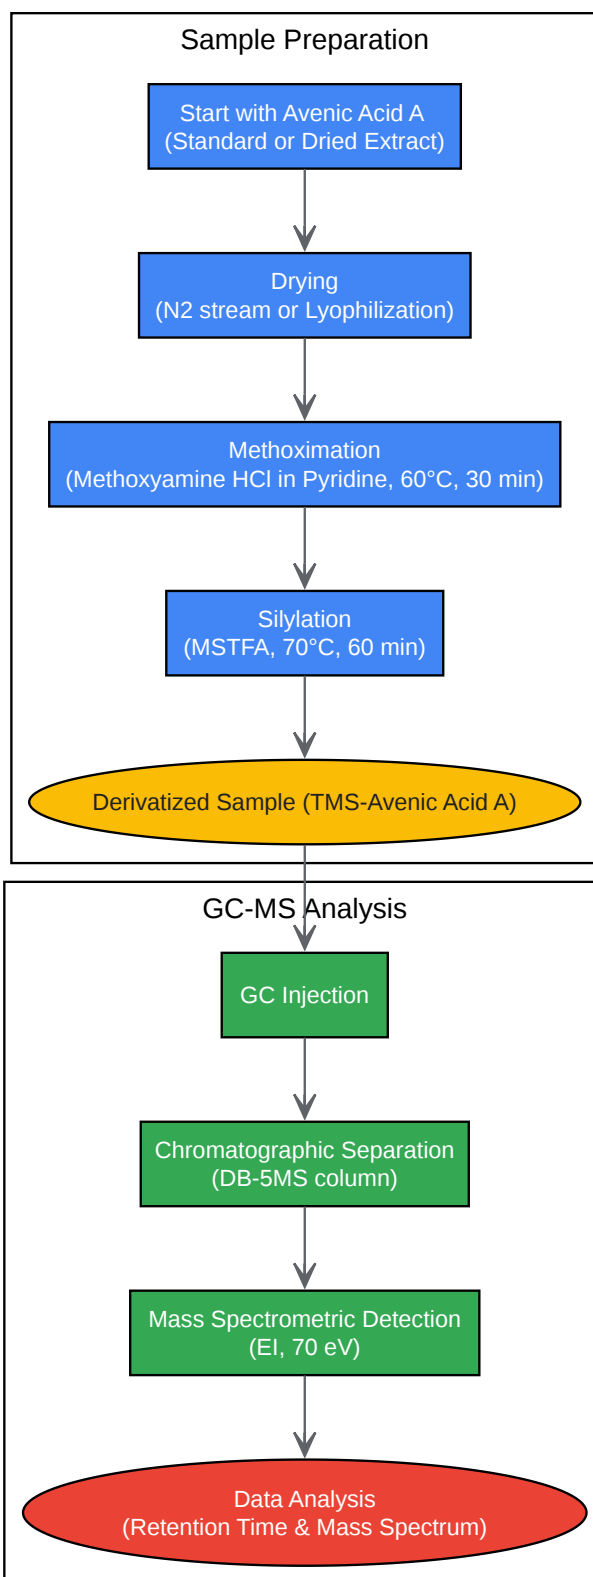 Sample Preparation
Start with Avenic Acid A
(Standard or Dried Extract)
Drying
(N2 stream or Lyophilization)
Methoximation
(Methoxyamine HCl in Pyridine, 60°C, 30 min)
Silylation
(MSTFA, 70°C, 60 min)
Derivatized Sample (TMS-Avenic Acid A)
GC-MS Analysis
GC Injection
Chromatographic Separation
(DB-5MS column)
Mass Spectrometric Detection
(EI, 70 eV)
Data Analysis
(Retention Time & Mass Spectrum)